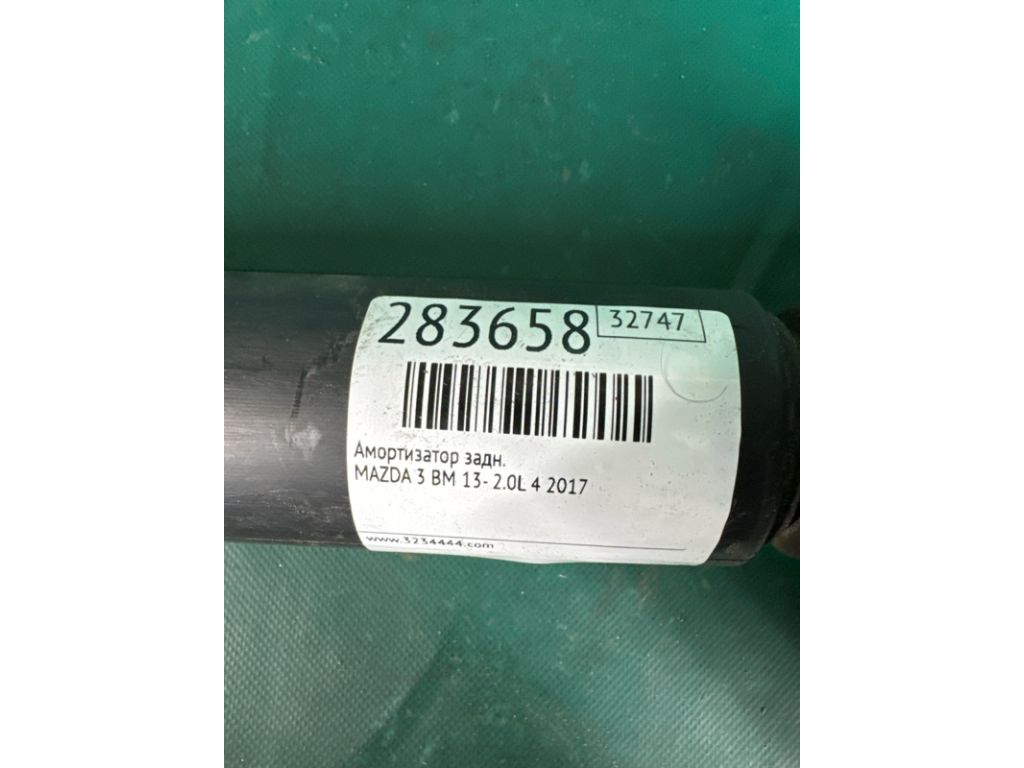 283658
32747
Амортизатор задн.
MAZDA 3 BM 13- 2.0L 4 2017
www.3234444.com